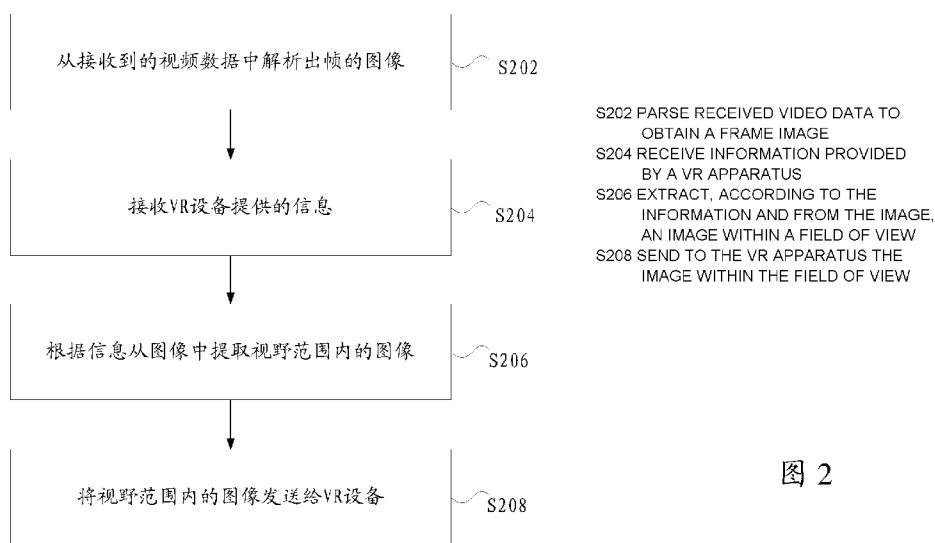 从接收到的视频数据中解析出帧的图像
S202
接收VR设备提供的信息
S204
根据信息从图像中提取视野范围内的图像
S206
将视野范围内的图像发送给VR设备
S208
S202 PARSE RECEIVED VIDEO DATA TO
OBTAIN A FRAME IMAGE
S204 RECEIVE INFORMATION PROVIDED
BY A VR APPARATUS
S206 EXTRACT, ACCORDING TO THE
INFORMATION AND FROM THE IMAGE,
AN IMAGE WITHIN A FIELD OF VIEW
S208 SEND TO THE VR APPARATUS THE
IMAGE WITHIN THE FIELD OF VIEW
图 2